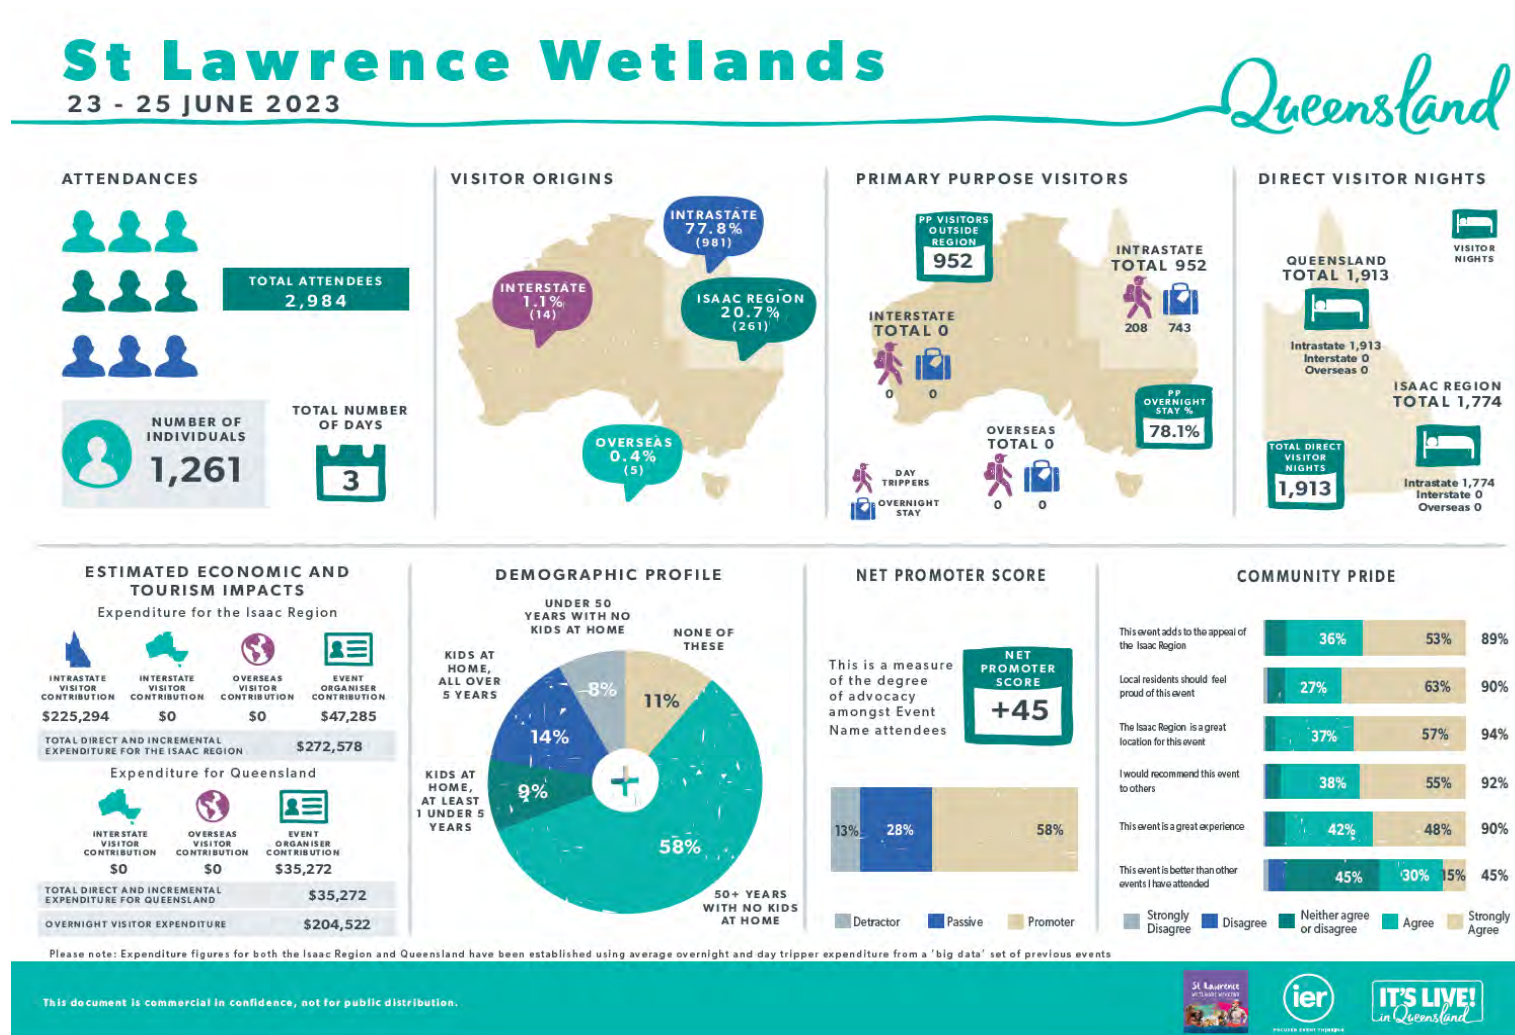 St Lawrence Wetlands
23 - 25 JUNE 2023
Queensland
ATTENDANCES
TOTAL ATTENDEES
2,984
NUMBER OF
INDIVIDUALS
1,261
TOTAL NUMBER
OF DAYS
3
VISITOR ORIGINS
INTRASTATE
77.8%
(981)
INTERSTATE
1.1%
(14)
ISAAC REGION
20.7%
(261)
OVERSEAS
0.4%
(5)
PRIMARY PURPOSE VISITORS
PP VISITORS
OUTSIDE
REGION
952
INTRASTATE
TOTAL 952
208 743
INTERSTATE
TOTAL 0
0 0
PP
OVERNIGHT
STAY %
78.1%
OVERSEAS
TOTAL 0
0 0
DAY
TRIPPERS
OVERNIGHT
STAY
DIRECT VISITOR NIGHTS
VISITOR
NIGHTS
QUEENSLAND
TOTAL 1,913
Intrastate 1,913
Interstate 0
Overseas 0
ISAAC REGION
TOTAL 1,774
Intrastate 1,774
Interstate 0
Overseas 0
TOTAL DIRECT
VISITOR
NIGHTS
1,913
ESTIMATED ECONOMIC AND
TOURISM IMPACTS
Expenditure for the Isaac Region
INTRASTATE
VISITOR
CONTRIBUTION
$225,294
INTERSTATE
VISITOR
CONTRIBUTION
$0
OVERSEAS
VISITOR
CONTRIBUTION
$0
EVENT
ORGANISER
CONTRIBUTION
$47,285
TOTAL DIRECT AND INCREMENTAL
EXPENDITURE FOR THE ISAAC REGION
$272,578
Expenditure for Queensland
INTERSTATE
VISITOR
CONTRIBUTION
$0
OVERSEAS
VISITOR
CONTRIBUTION
$0
EVENT
ORGANISER
CONTRIBUTION
$35,272
TOTAL DIRECT AND INCREMENTAL
EXPENDITURE FOR QUEENSLAND
$35,272
OVERNIGHT VISITOR EXPENDITURE
$204,522
DEMOGRAPHIC PROFILE
UNDER 50
YEARS WITH NO
KIDS AT HOME
NONE OF
THESE
KIDS AT
HOME,
ALL OVER
5 YEARS
KIDS AT
HOME,
AT LEAST
1 UNDER 5
YEARS
50+ YEARS
WITH NO KIDS
AT HOME
8%
11%
14%
9%
58%
NET PROMOTER SCORE
This is a measure
of the degree
of advocacy
amongst Event
Name attendees
NET
PROMOTER
SCORE
+45
13% 28% 58%
Detractor Passive Promoter
COMMUNITY PRIDE
This event adds to the appeal of
the Isaac Region
36% 53% 89%
Local residents should feel
proud of this event
27% 63% 90%
The Isaac Region is a great
location for this event
37% 57% 94%
I would recommend this event
to others
38% 55% 92%
This event is a great experience
42% 48% 90%
This event is better than other
events I have attended
45% 30% 15% 45%
Strongly
Disagree
Disagree
Neither agree
or disagree
Agree
Strongly
Agree
Please note: Expenditure figures for both the Isaac Region and Queensland have been established using average overnight and day tripper expenditure from a 'big data' set of previous events
This document is commercial in confidence, not for public distribution.
St Lawrence
ier
IT'S LIVE!
in Queensland